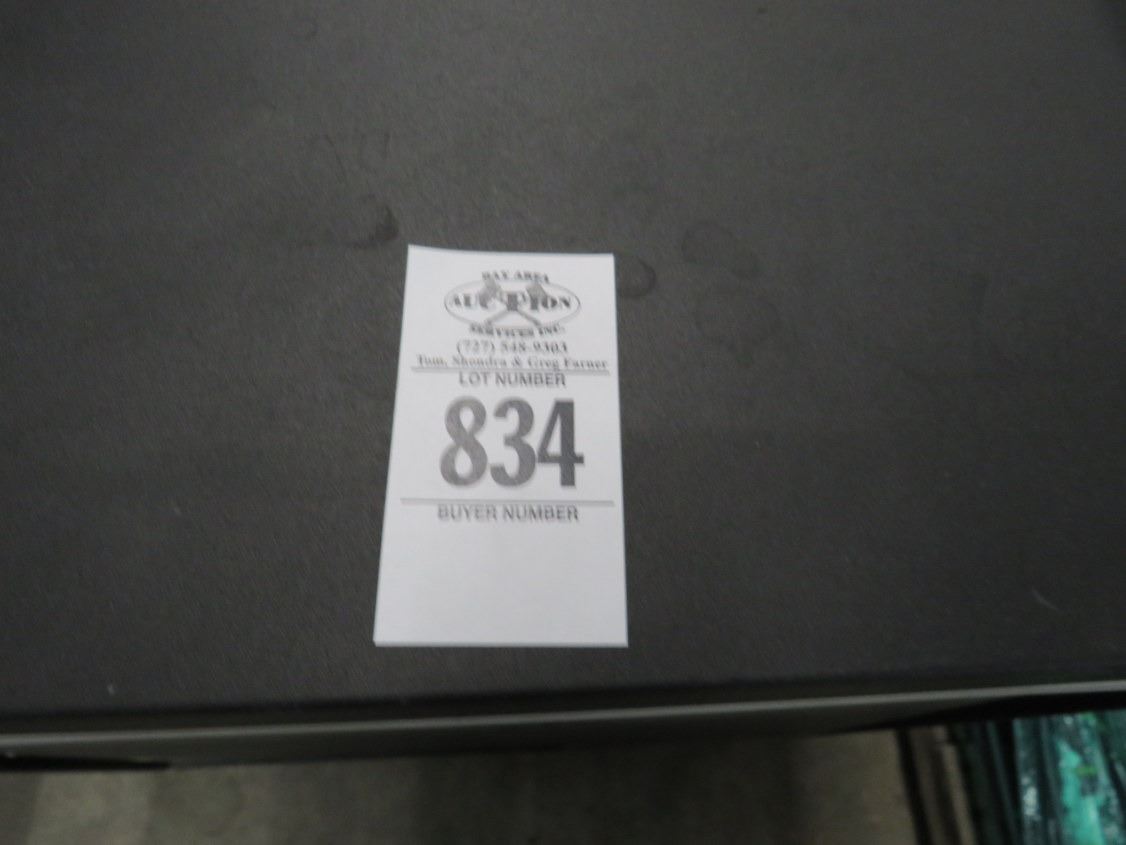 BAY AREA
AUCTION
SERVICES INC.
(727) 548-9303
Tom, Shondra & Greg Farner
LOT NUMBER
834
BUYER NUMBER